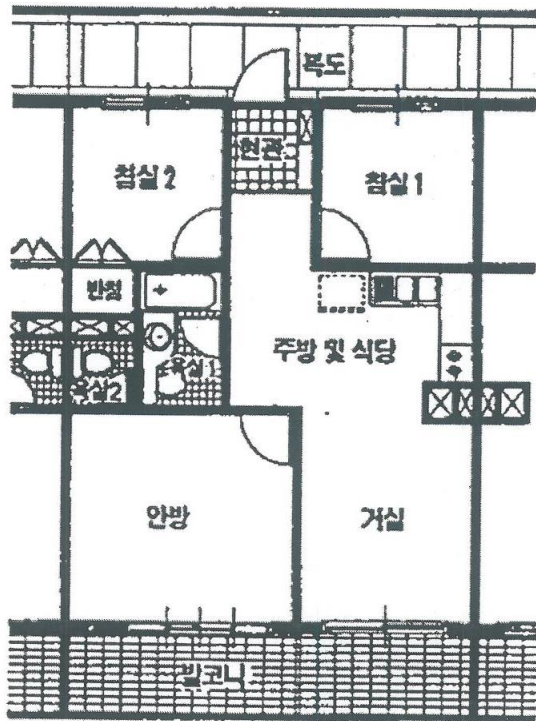 복도
현관
침실 2
침실 1
반침
욕실 1
주방 및 식당
욕실2
안방
거실
발코니